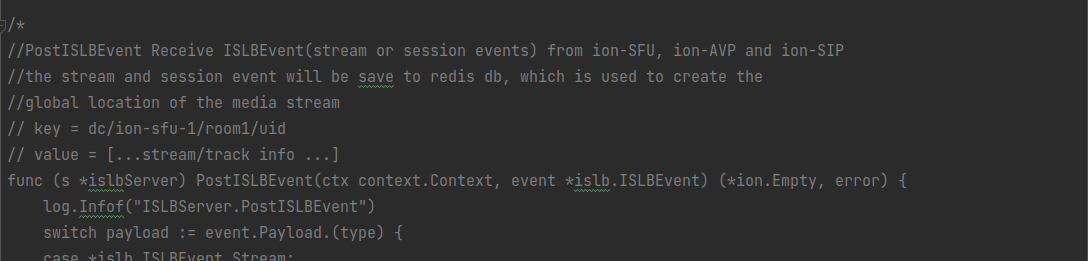 /*
//PostISLBEvent Receive ISLBEvent(stream or session events) from ion-SFU, ion-AVP and ion-SIP
//the stream and session event will be save to redis db, which is used to create the
//global location of the media stream
// key = dc/ion-sfu-1/room1/uid
// value = [...stream/track info ...]
func (s *islbServer) PostISLBEvent(ctx context.Context, event *islb.ISLBEvent) (*ion.Empty, error) {
    log.Infof("ISLBServer.PostISLBEvent")
    switch payload := event.Payload.(type) {
    case *islb.ISLBEvent_Stream: